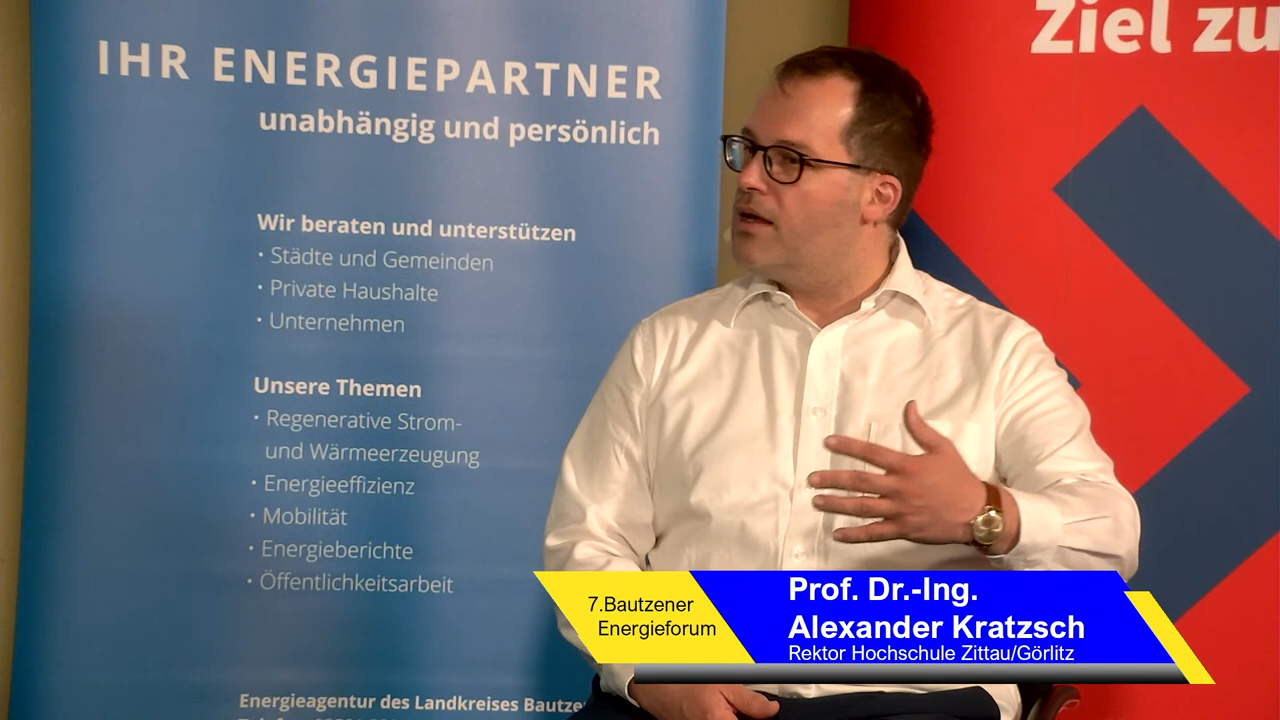 IHR ENERGIEPARTNER
unabhängig und persönlich
Wir beraten und unterstützen
• Städte und Gemeinden
• Private Haushalte
• Unternehmen
Unsere Themen
• Regenerative Strom-
und Wärmeerzeugung
• Energieeffizienz
• Mobilität
• Energieberichte
• Öffentlichkeitsarbeit
Energieagentur des Landkreises
Ziel zu
7.Bautzener
Energieforum
Prof. Dr.-Ing.
Alexander Kratzsch
Rektor Hochschule Zittau/Görlitz